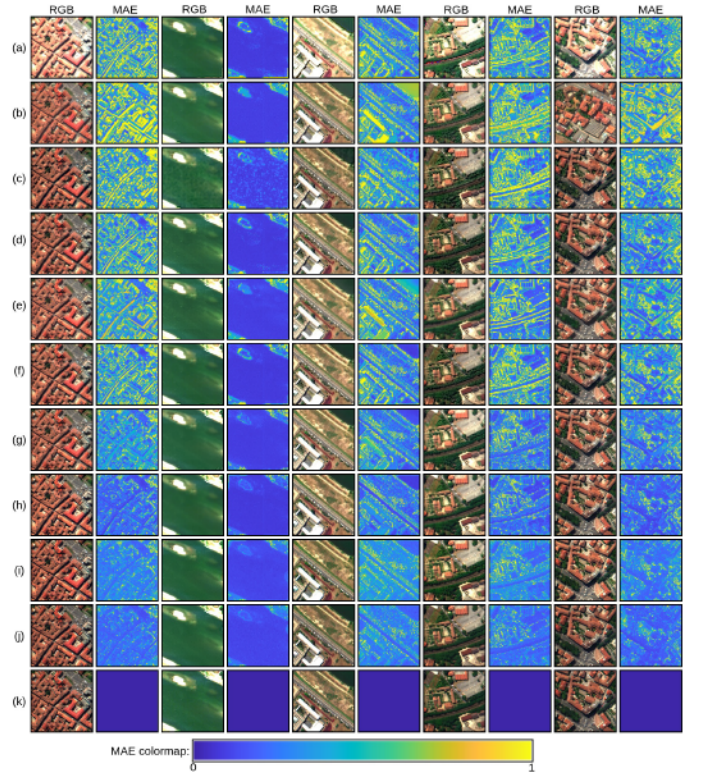 RGB MAE RGB MAE RGB MAE RGB MAE RGB MAE
(a)
(b)
(c)
(d)
(e)
(f)
(g)
(h)
(i)
(j)
(k)
MAE colormap:
0 1